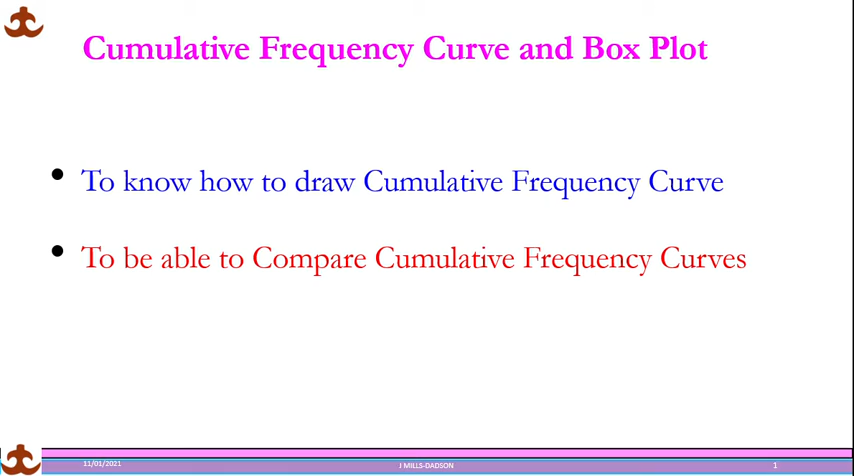 Cumulative Frequency Curve and Box Plot
• To know how to draw Cumulative Frequency Curve
• To be able to Compare Cumulative Frequency Curves
11/01/2021
J MILLS-DADSON
1